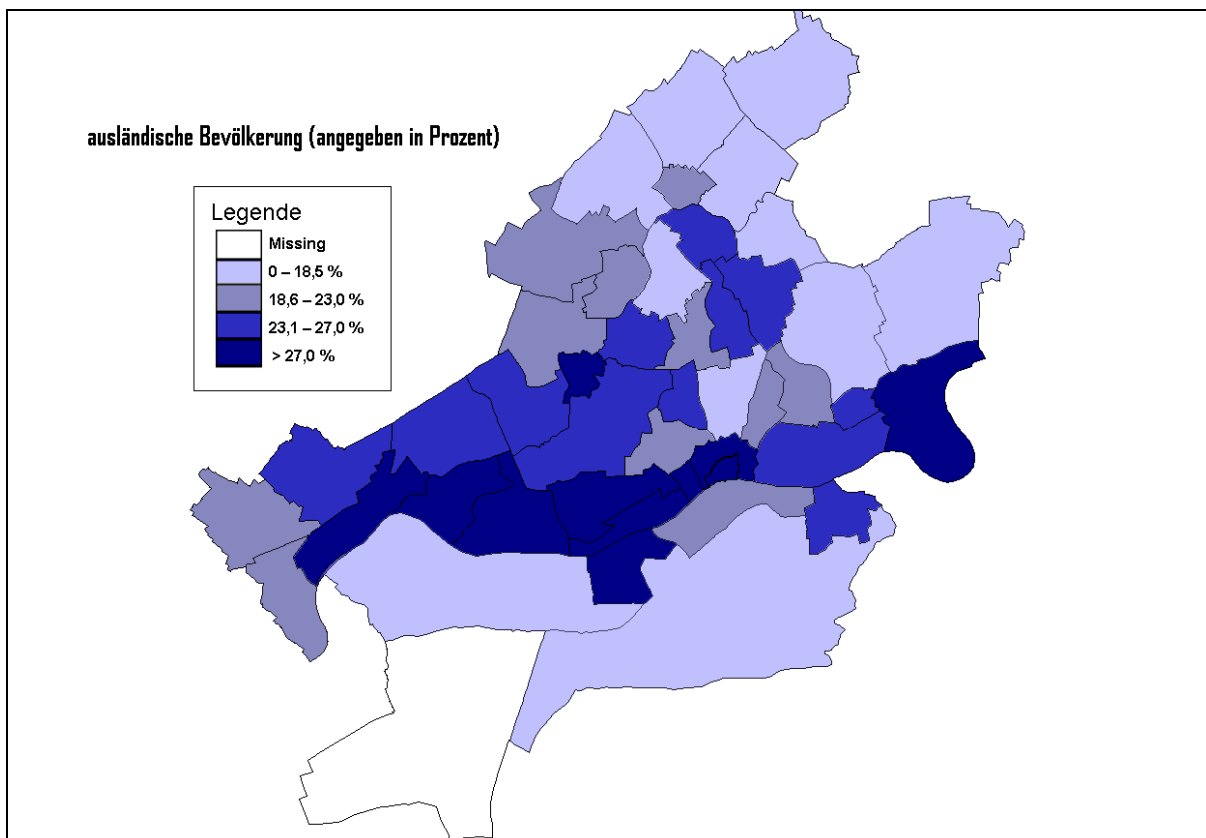 ausländische Bevölkerung (angegeben in Prozent)
Legende
Missing
0 – 18,5 %
18,6 – 23,0 %
23,1 – 27,0 %
> 27,0 %